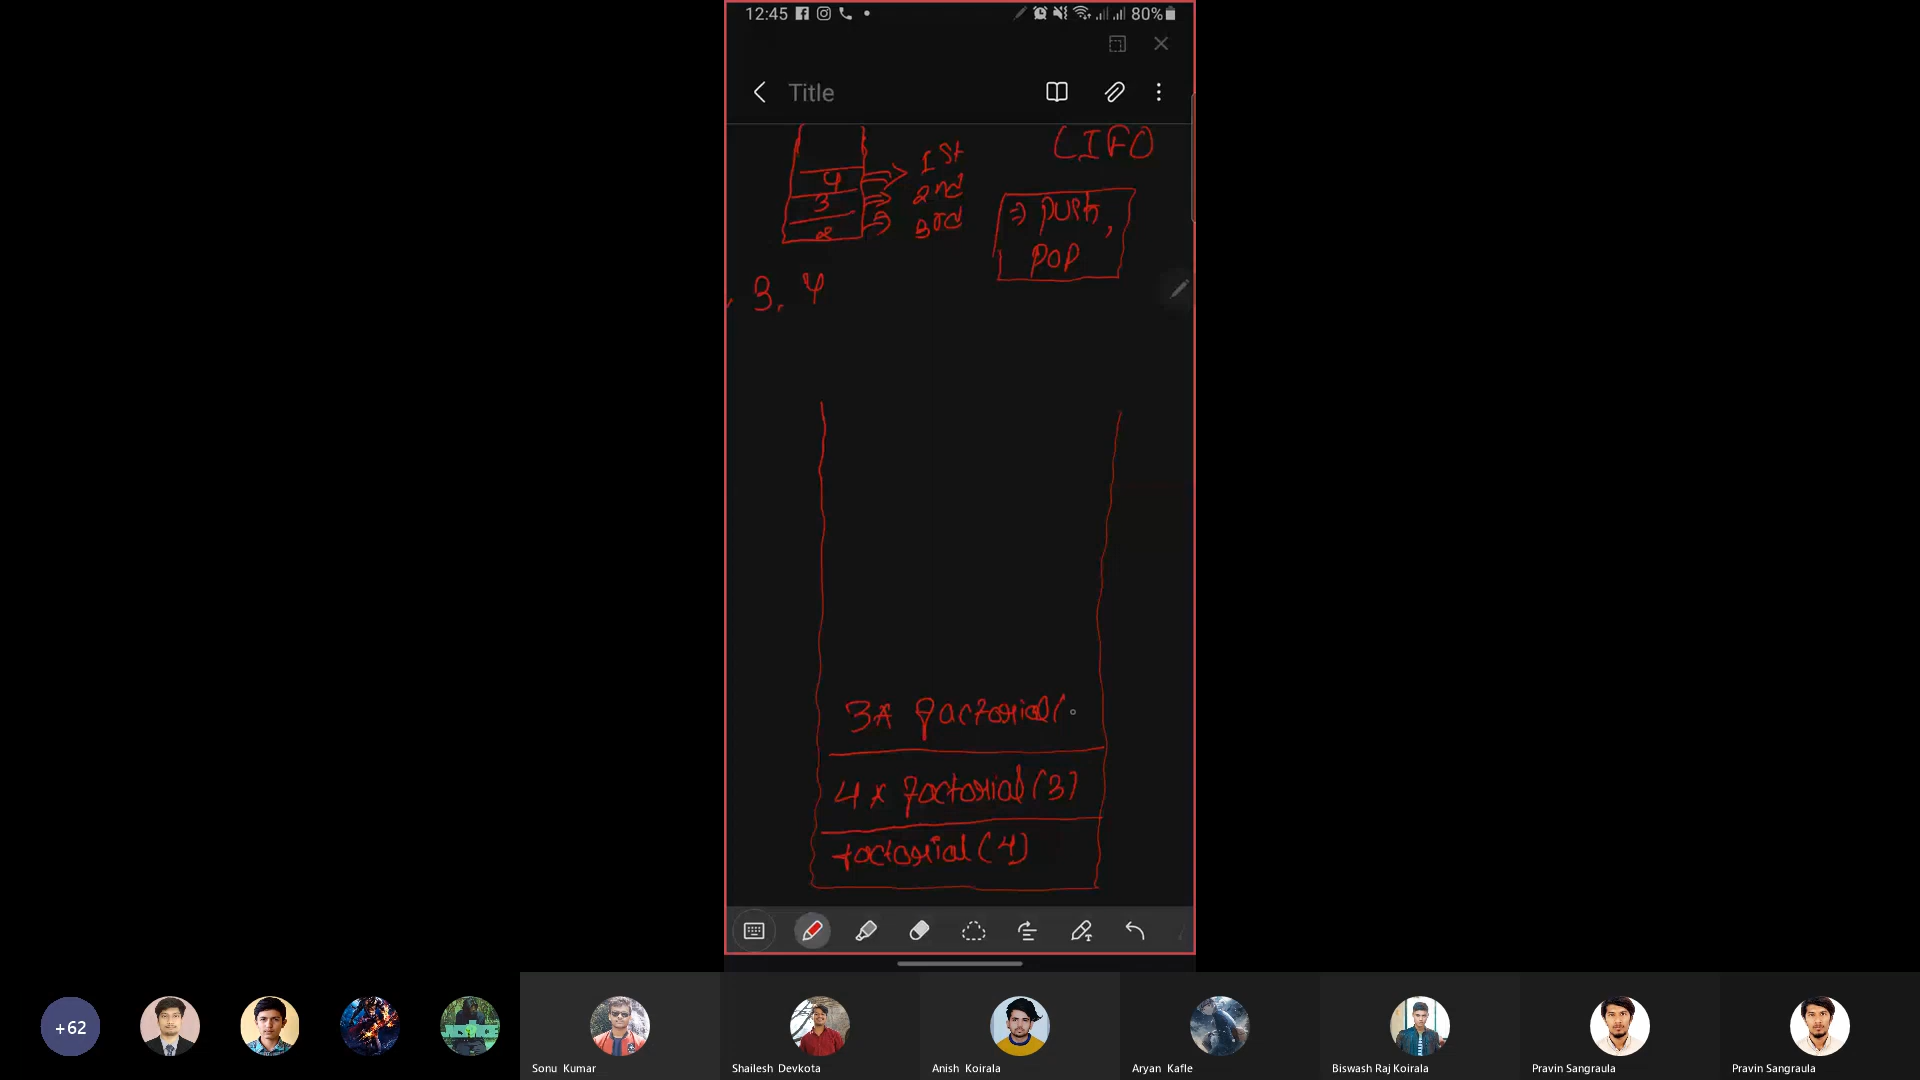 12:45 80%
Title
LIFO
4 1st
3 2nd
2 3rd
⇒ push,
pop
3, 4
3* factorial(
4 * factorial(3)
factorial(4)
+62
Sonu Kumar Shailesh Devkota Anish Koirala Aryan Kafle Biswash Raj Koirala Pravin Sangraula Pravin Sangraula